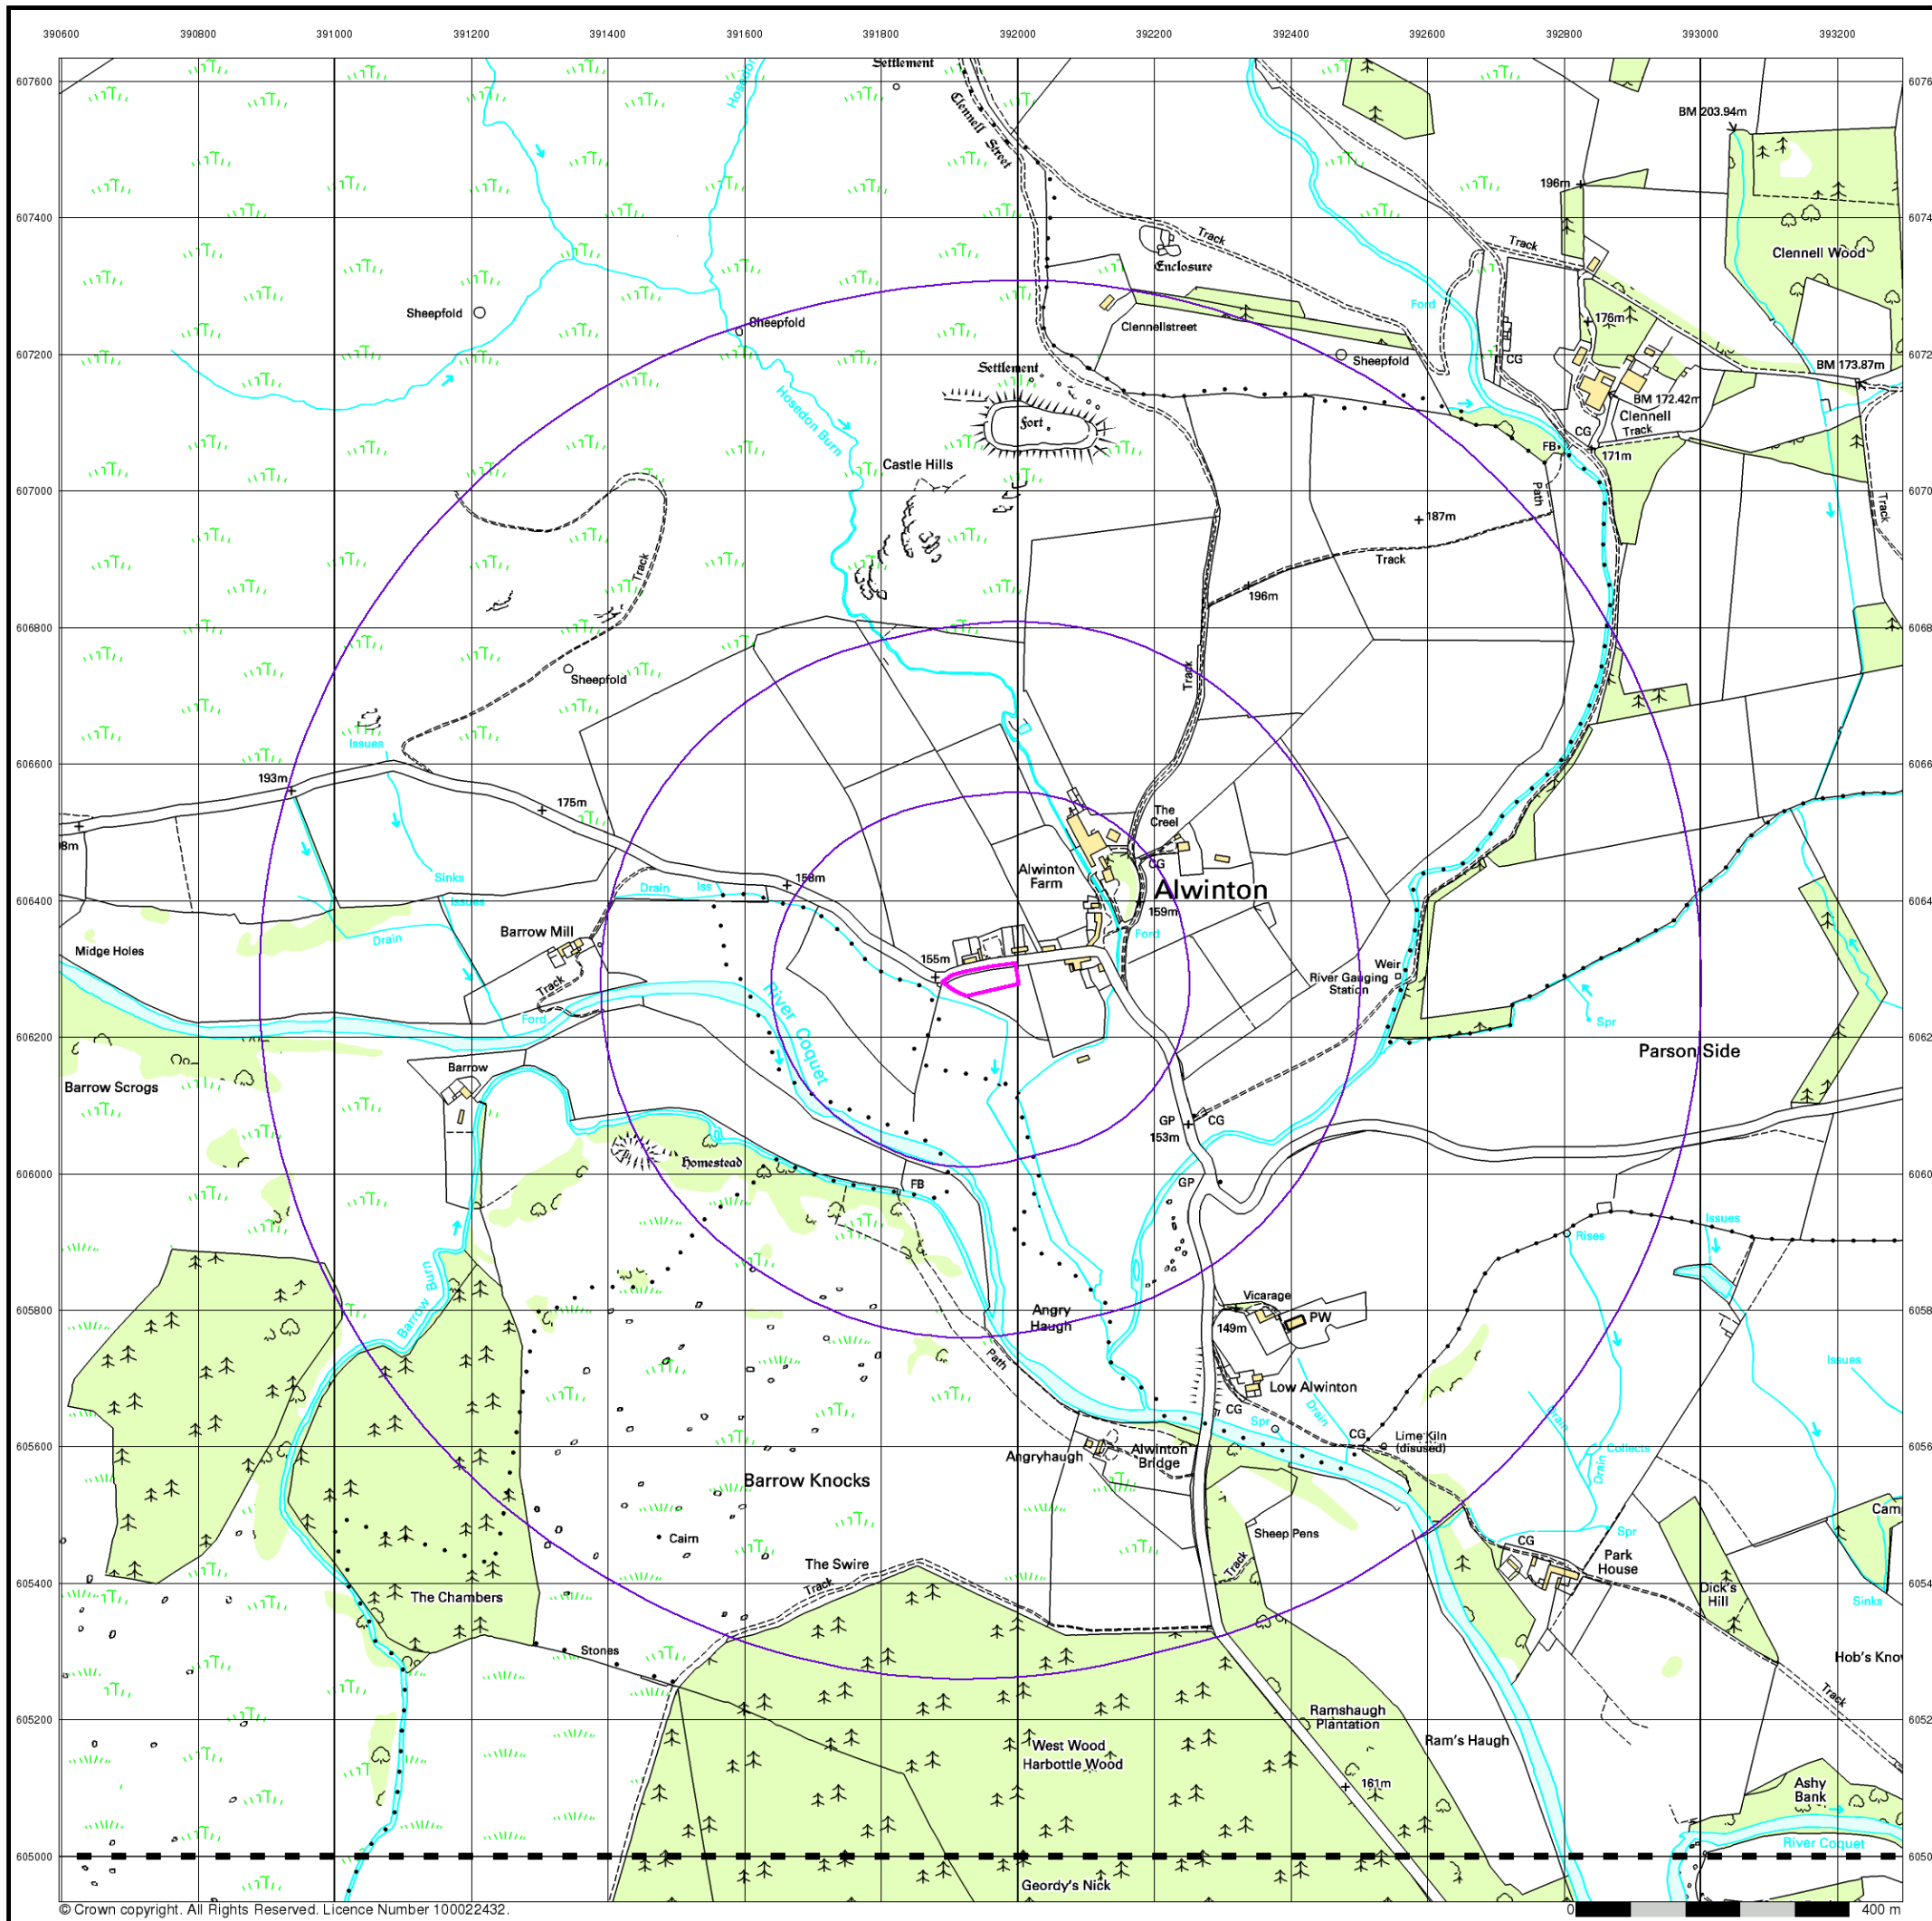 390600 390800 391000 391200 391400 391600 391800 392000 392200 392400 392600 392800 393000 393200
607600
Settlement
Hosedon
Clennell Street
BM 203.94m
196m
607400
Track
Track
Enclosure
Clennell Wood
Sheepfold
Sheepfold
Ford
Clennellstreet
176m
607200
Sheepfold
CG
BM 173.87m
Settlement
Hosedon Burn
BM 172.42m
Clennell
Fort
CG
Track
FB
171m
Castle Hills
607000
Path
Track
187m
Track
Track
196m
606800
Track
Sheepfold
Issues
606600
193m
175m
The Creel
Alwinton Farm
CG
Sinks
Drain
Iss
158m
Alwinton
606400
Issues
159m
Barrow Mill
Ford
Drain
Midge Holes
155m
Weir
River Gauging Station
Track
River Coquet
Spr
Ford
606200
Parson Side
Barrow
Barrow Scrogs
GP
CG
153m
Homestead
606000
FB
GP
Issues
Rises
Barrow Burn
605800
Angry Haugh
Vicarage
PW
149m
Path
Issues
Low Alwinton
CG
Spr
Drain
Drain
605600
CG
Lime Kiln (disused)
Collects
Angryhaugh
Alwinton Bridge
Drain
Barrow Knocks
Cam
Cairn
Sheep Pens
Spr
CG
The Swire
Park House
605400
Track
Track
The Chambers
Dick's Hill
Sinks
Stones
Hob's Know
Track
605200
Ramshaugh Plantation
West Wood
Ram's Haugh
Harbottle Wood
161m
Ashy Bank
River Coquet
605000
Geordy's Nick
© Crown copyright. All Rights Reserved. Licence Number 100022432.
0 400 m